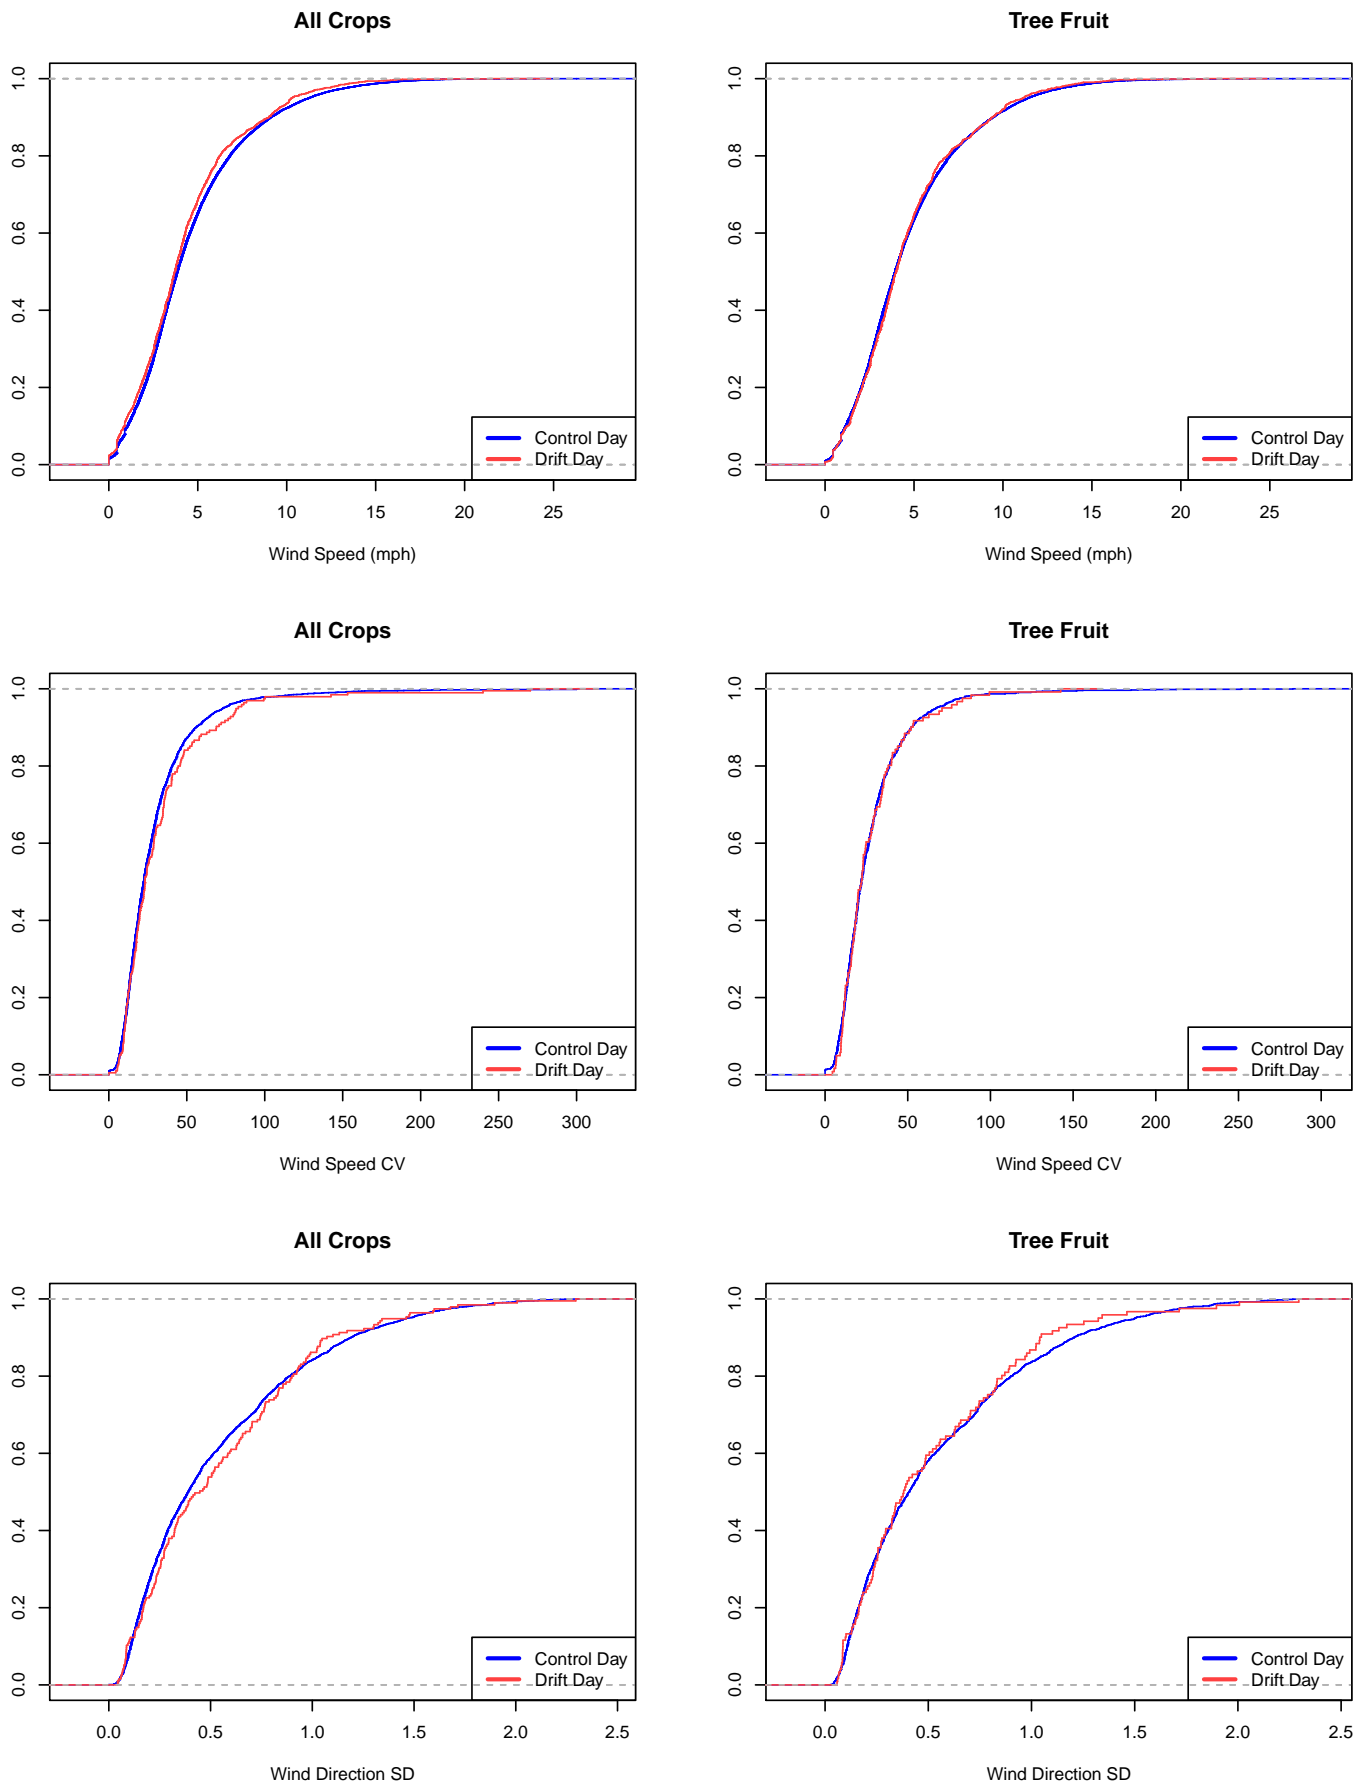 All Crops
1.0
0.8
0.6
0.4
0.2
0.0
Control Day
Drift Day
0 5 10 15 20 25
Wind Speed (mph)
Tree Fruit
1.0
0.8
0.6
0.4
0.2
0.0
Control Day
Drift Day
0 5 10 15 20 25
Wind Speed (mph)
All Crops
1.0
0.8
0.6
0.4
0.2
0.0
Control Day
Drift Day
0 50 100 150 200 250 300
Wind Speed CV
Tree Fruit
1.0
0.8
0.6
0.4
0.2
0.0
Control Day
Drift Day
0 50 100 150 200 250 300
Wind Speed CV
All Crops
1.0
0.8
0.6
0.4
0.2
0.0
Control Day
Drift Day
0.0 0.5 1.0 1.5 2.0 2.5
Wind Direction SD
Tree Fruit
1.0
0.8
0.6
0.4
0.2
0.0
Control Day
Drift Day
0.0 0.5 1.0 1.5 2.0 2.5
Wind Direction SD